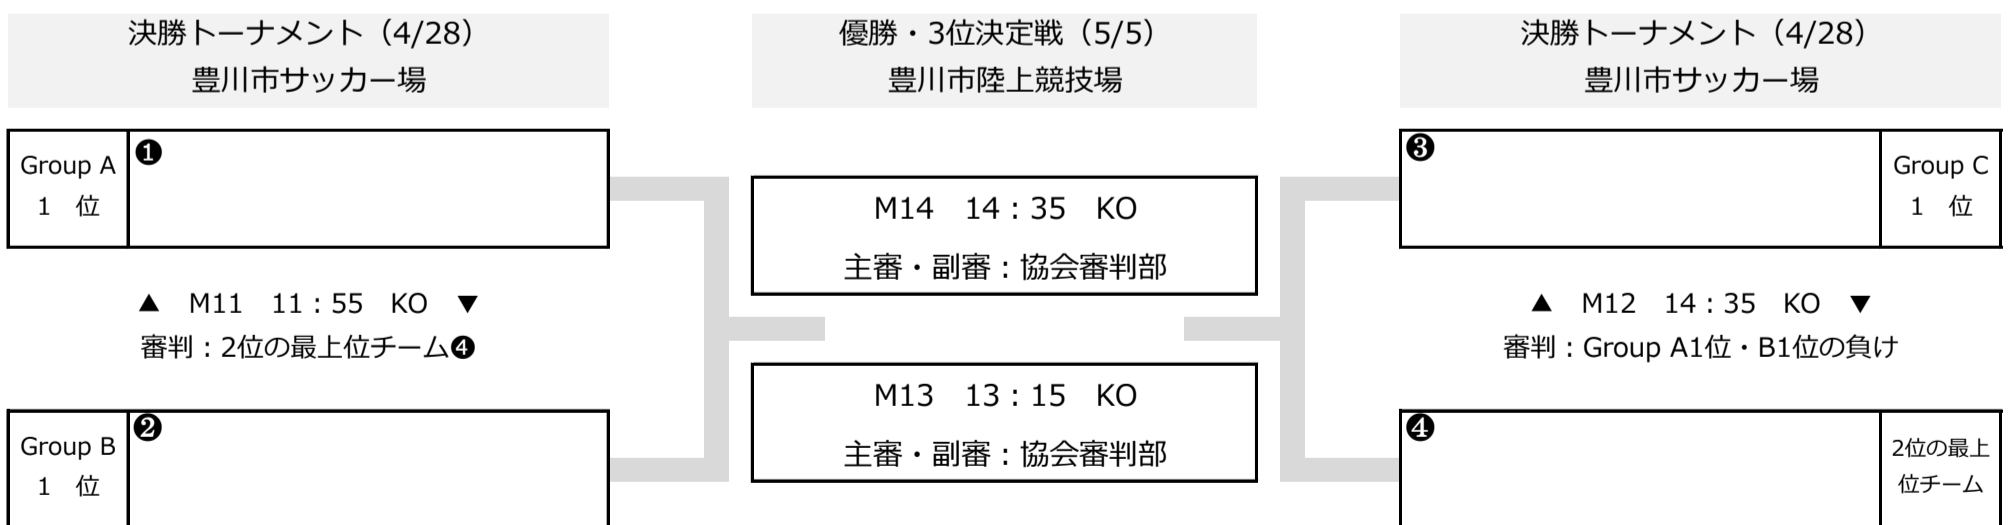 決勝トーナメント（4/28）
豊川市サッカー場
Group A
1　位
❶
▲　M11　11：55　KO　▼
審判：2位の最上位チーム❹
Group B
1　位
❷
優勝・3位決定戦（5/5）
豊川市陸上競技場
M14　14：35　KO
主審・副審：協会審判部
M13　13：15　KO
主審・副審：協会審判部
決勝トーナメント（4/28）
豊川市サッカー場
❸
Group C
1　位
▲　M12　14：35　KO　▼
審判：Group A1位・B1位の負け
❹
2位の最上
位チーム